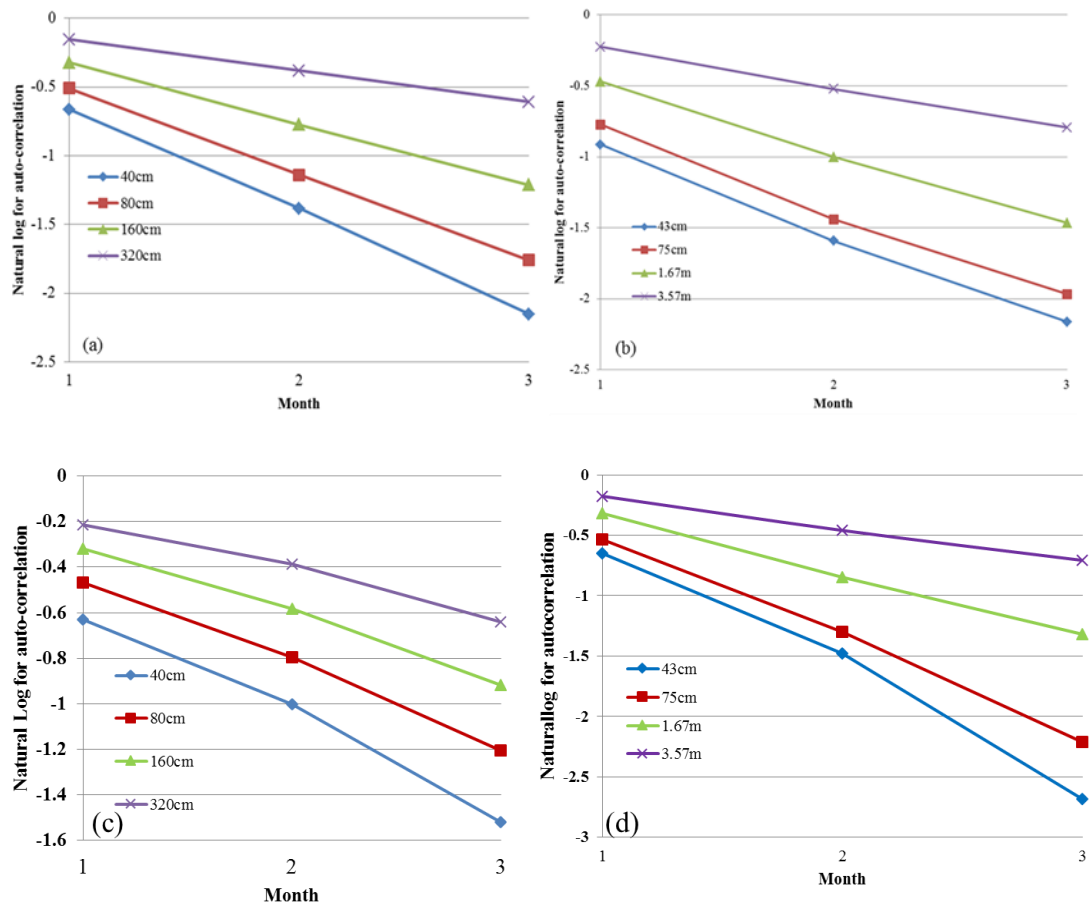 0
-0.5
-1
-1.5
-2
-2.5
Natural log for auto-correlation
40cm
80cm
160cm
320cm
(a)
1
2
3
Month
0
-0.5
-1
-1.5
-2
-2.5
Natural log for auto-correlation
43cm
75cm
1.67m
3.57m
(b)
1
2
3
Month
0
-0.2
-0.4
-0.6
-0.8
-1
-1.2
-1.4
-1.6
Natural Log for auto-correlation
40cm
80cm
160cm
320cm
(c)
1
2
3
Month
0
-0.5
-1
-1.5
-2
-2.5
-3
Naturallog for autocorrelation
43cm
75cm
1.67m
3.57m
(d)
1
2
3
Month